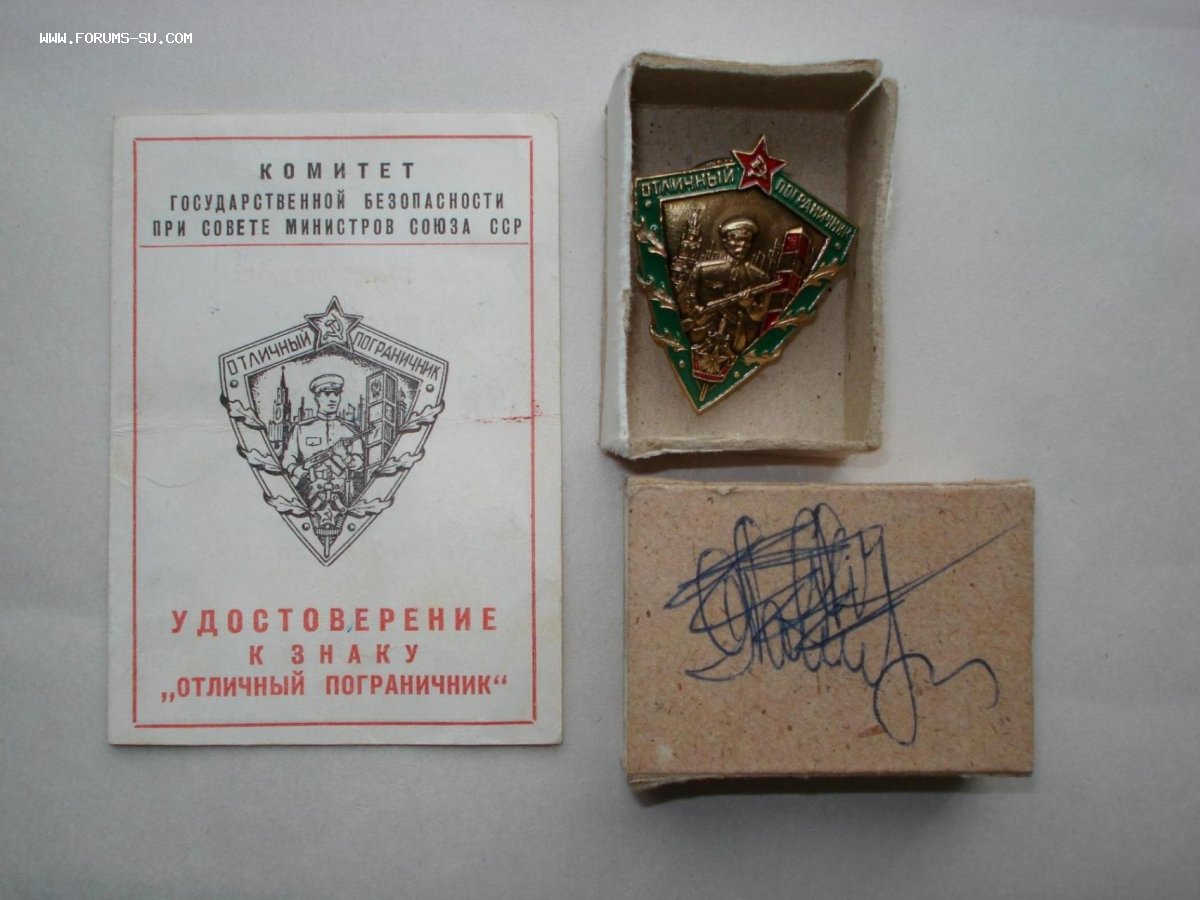 WWW.FORUMS-SU.COM
КОМИТЕТ
ГОСУДАРСТВЕННОЙ БЕЗОПАСНОСТИ
ПРИ СОВЕТЕ МИНИСТРОВ СОЮЗА ССР
ОТЛИЧНЫЙ ПОГРАНИЧНИК
УДОСТОВЕРЕНИЕ
К ЗНАКУ
„ОТЛИЧНЫЙ ПОГРАНИЧНИК“
ОТЛИЧНЫЙ ПОГРАНИЧНИК